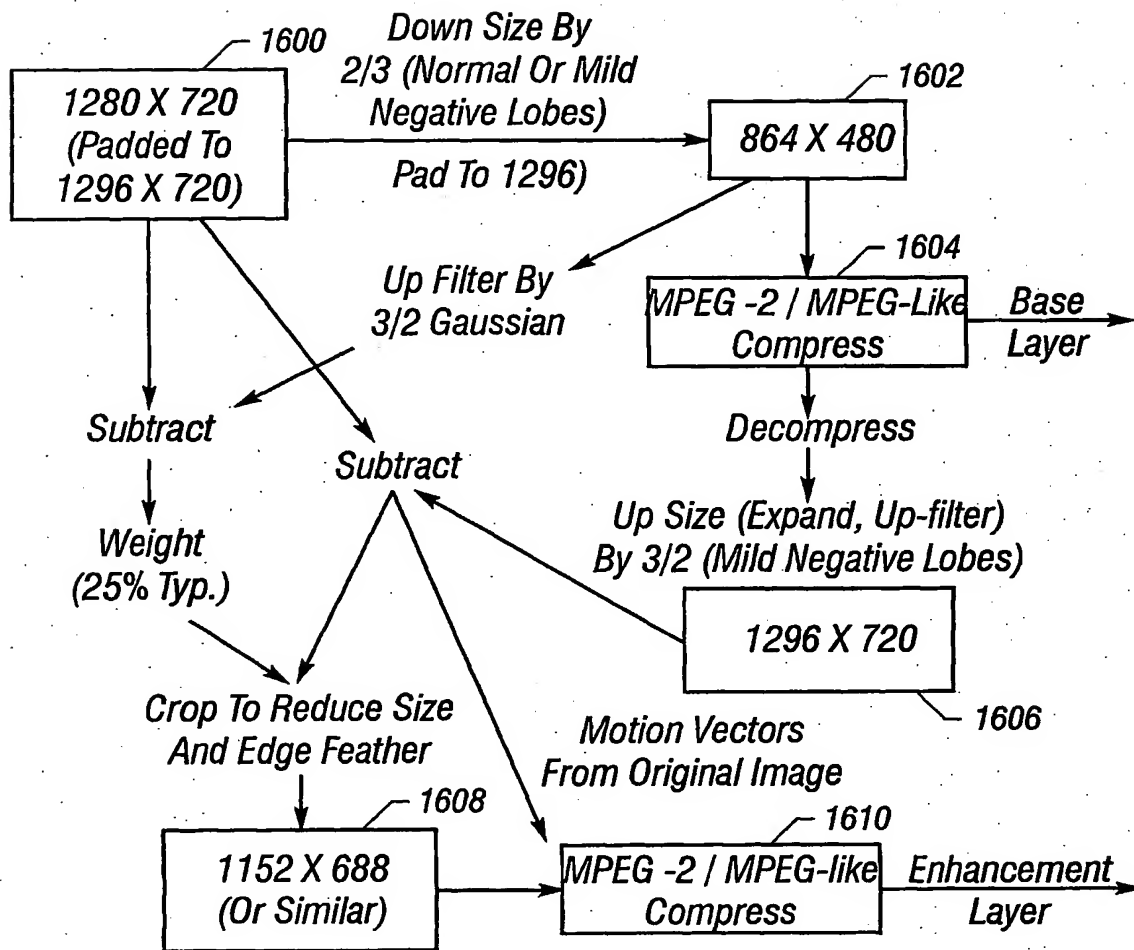 1600
1280 X 720
(Padded To
1296 X 720)
Down Size By
2/3 (Normal Or Mild
Negative Lobes)
Pad To 1296)
1602
864 X 480
Up Filter By
3/2 Gaussian
1604
MPEG -2 / MPEG-Like
Compress
Base
Layer
Subtract
Subtract
Decompress
Weight
(25% Typ.)
Up Size (Expand, Up-filter)
By 3/2 (Mild Negative Lobes)
1296 X 720
1606
Crop To Reduce Size
And Edge Feather
Motion Vectors
From Original Image
1608
1152 X 688
(Or Similar)
1610
MPEG -2 / MPEG-like
Compress
Enhancement
Layer